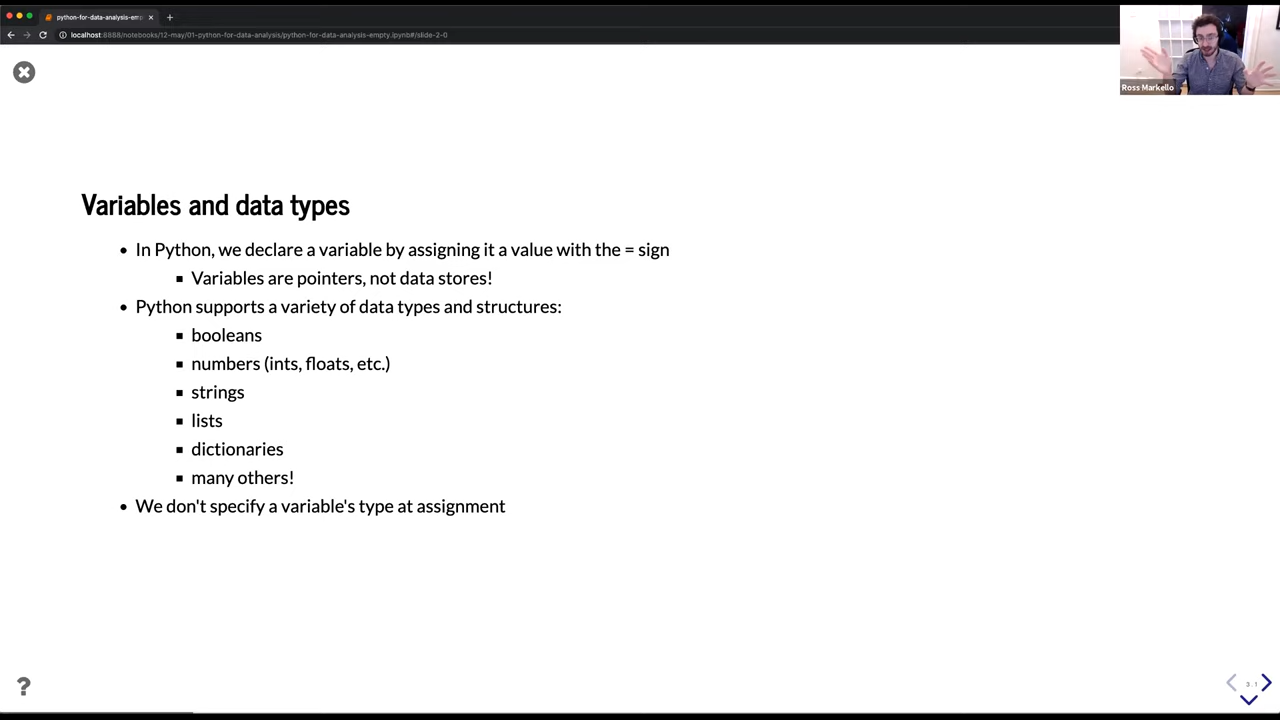 python-for-data-analysis-emp
localhost:8888/notebooks/12-may/01-python-for-data-analysis/python-for-data-analysis-empty.ipynb#/slide-2-0
Ross Markello
Variables and data types
• In Python, we declare a variable by assigning it a value with the = sign
▪ Variables are pointers, not data stores!
• Python supports a variety of data types and structures:
▪ booleans
▪ numbers (ints, floats, etc.)
▪ strings
▪ lists
▪ dictionaries
▪ many others!
• We don't specify a variable's type at assignment
?
3.1